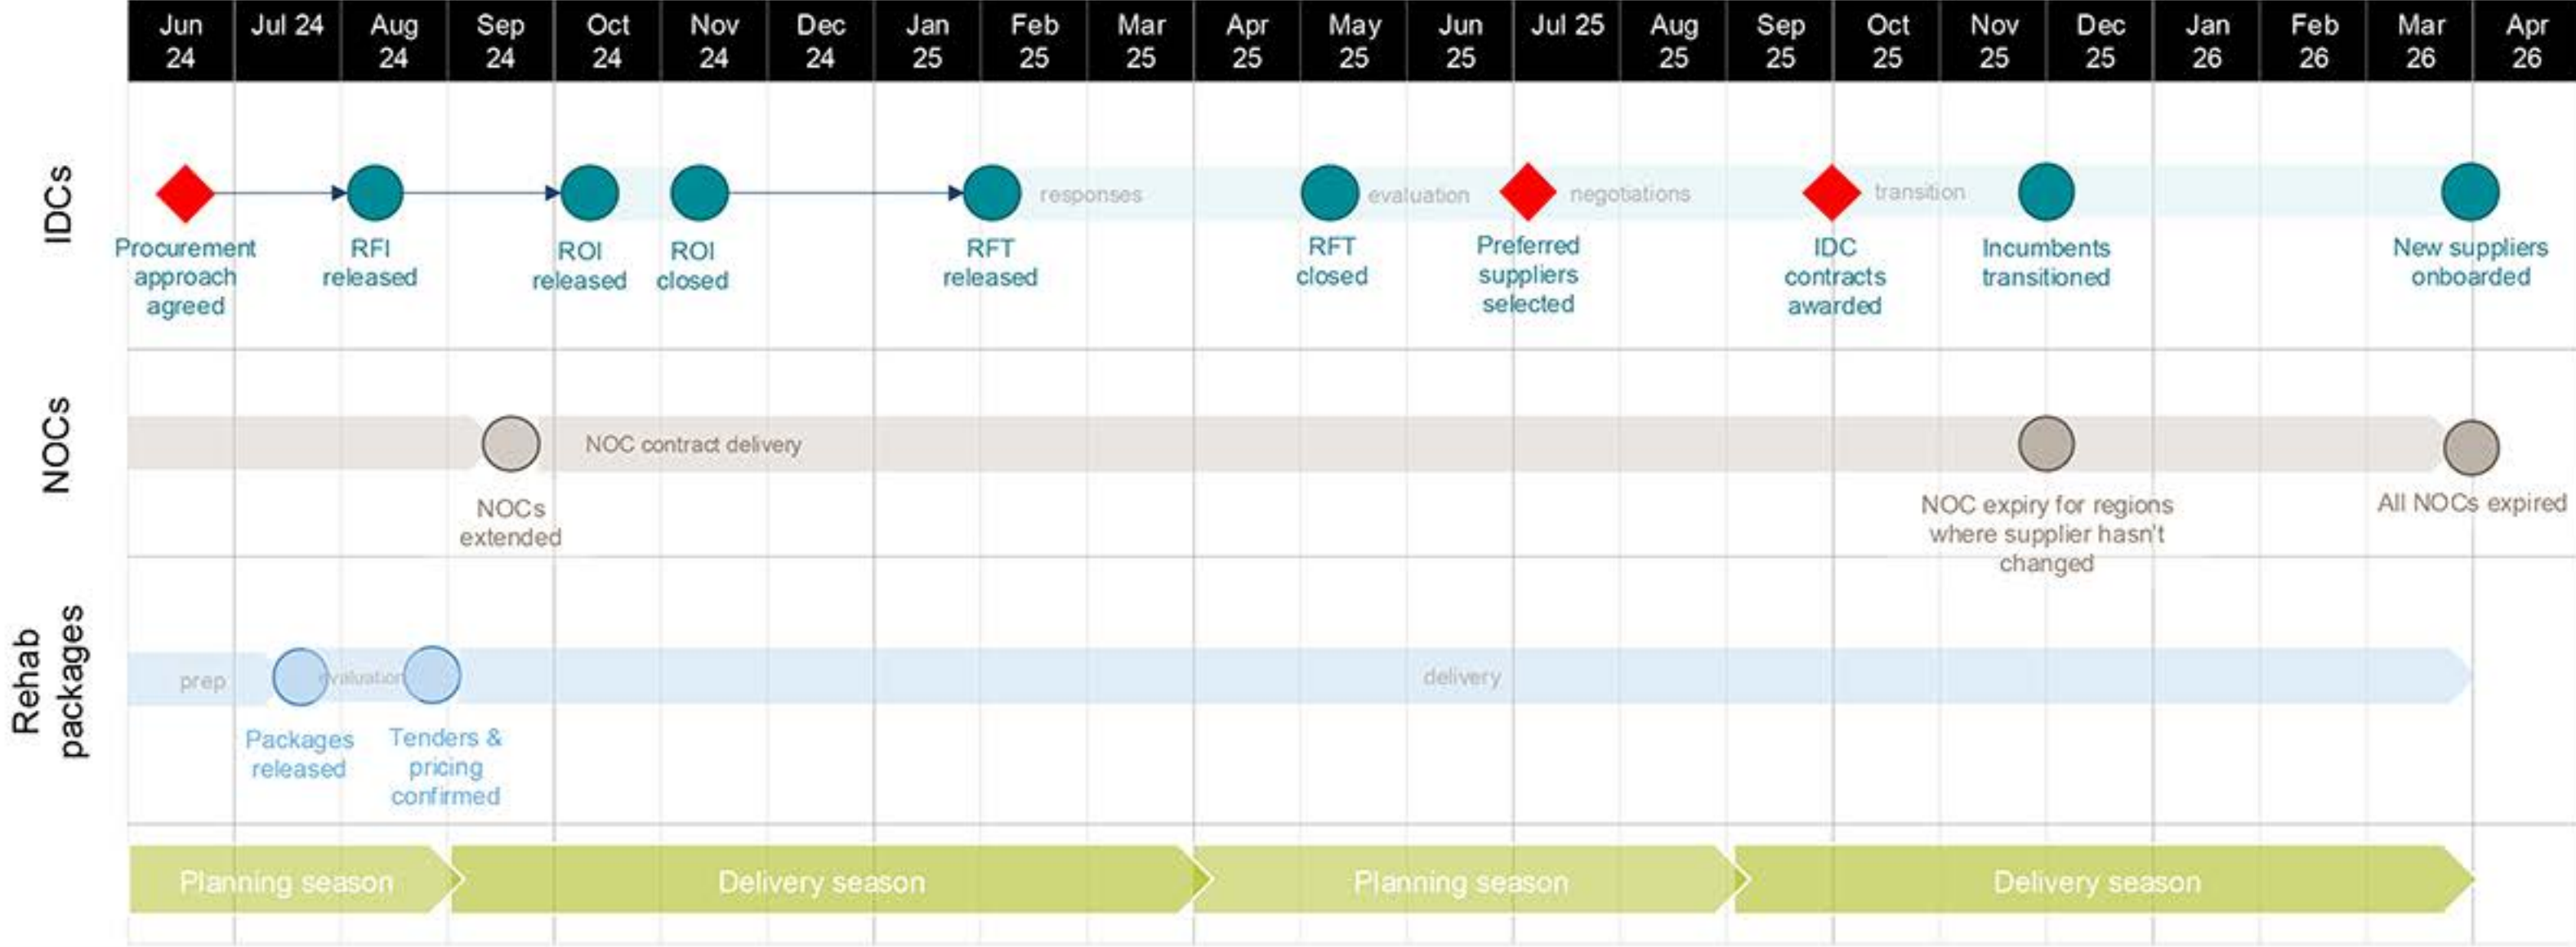 Jun
24
Jul 24
Aug
24
Sep
24
Oct
24
Nov
24
Dec
24
Jan
25
Feb
25
Mar
25
Apr
25
May
25
Jun
25
Jul 25
Aug
25
Sep
25
Oct
25
Nov
25
Dec
25
Jan
26
Feb
26
Mar
26
Apr
26
IDCs
responses
evaluation
negotiations
transition
Procurement
approach
agreed
RFI
released
ROI
released
ROI
closed
RFT
released
RFT
closed
Preferred
suppliers
selected
IDC
contracts
awarded
Incumbents
transitioned
New suppliers
onboarded
NOCs
NOC contract delivery
NOCs
extended
NOC expiry for regions
where supplier hasn't
changed
All NOCs expired
Rehab
packages
prep
evaluation
delivery
Packages
released
Tenders &
pricing
confirmed
Planning season
Delivery season
Planning season
Delivery season